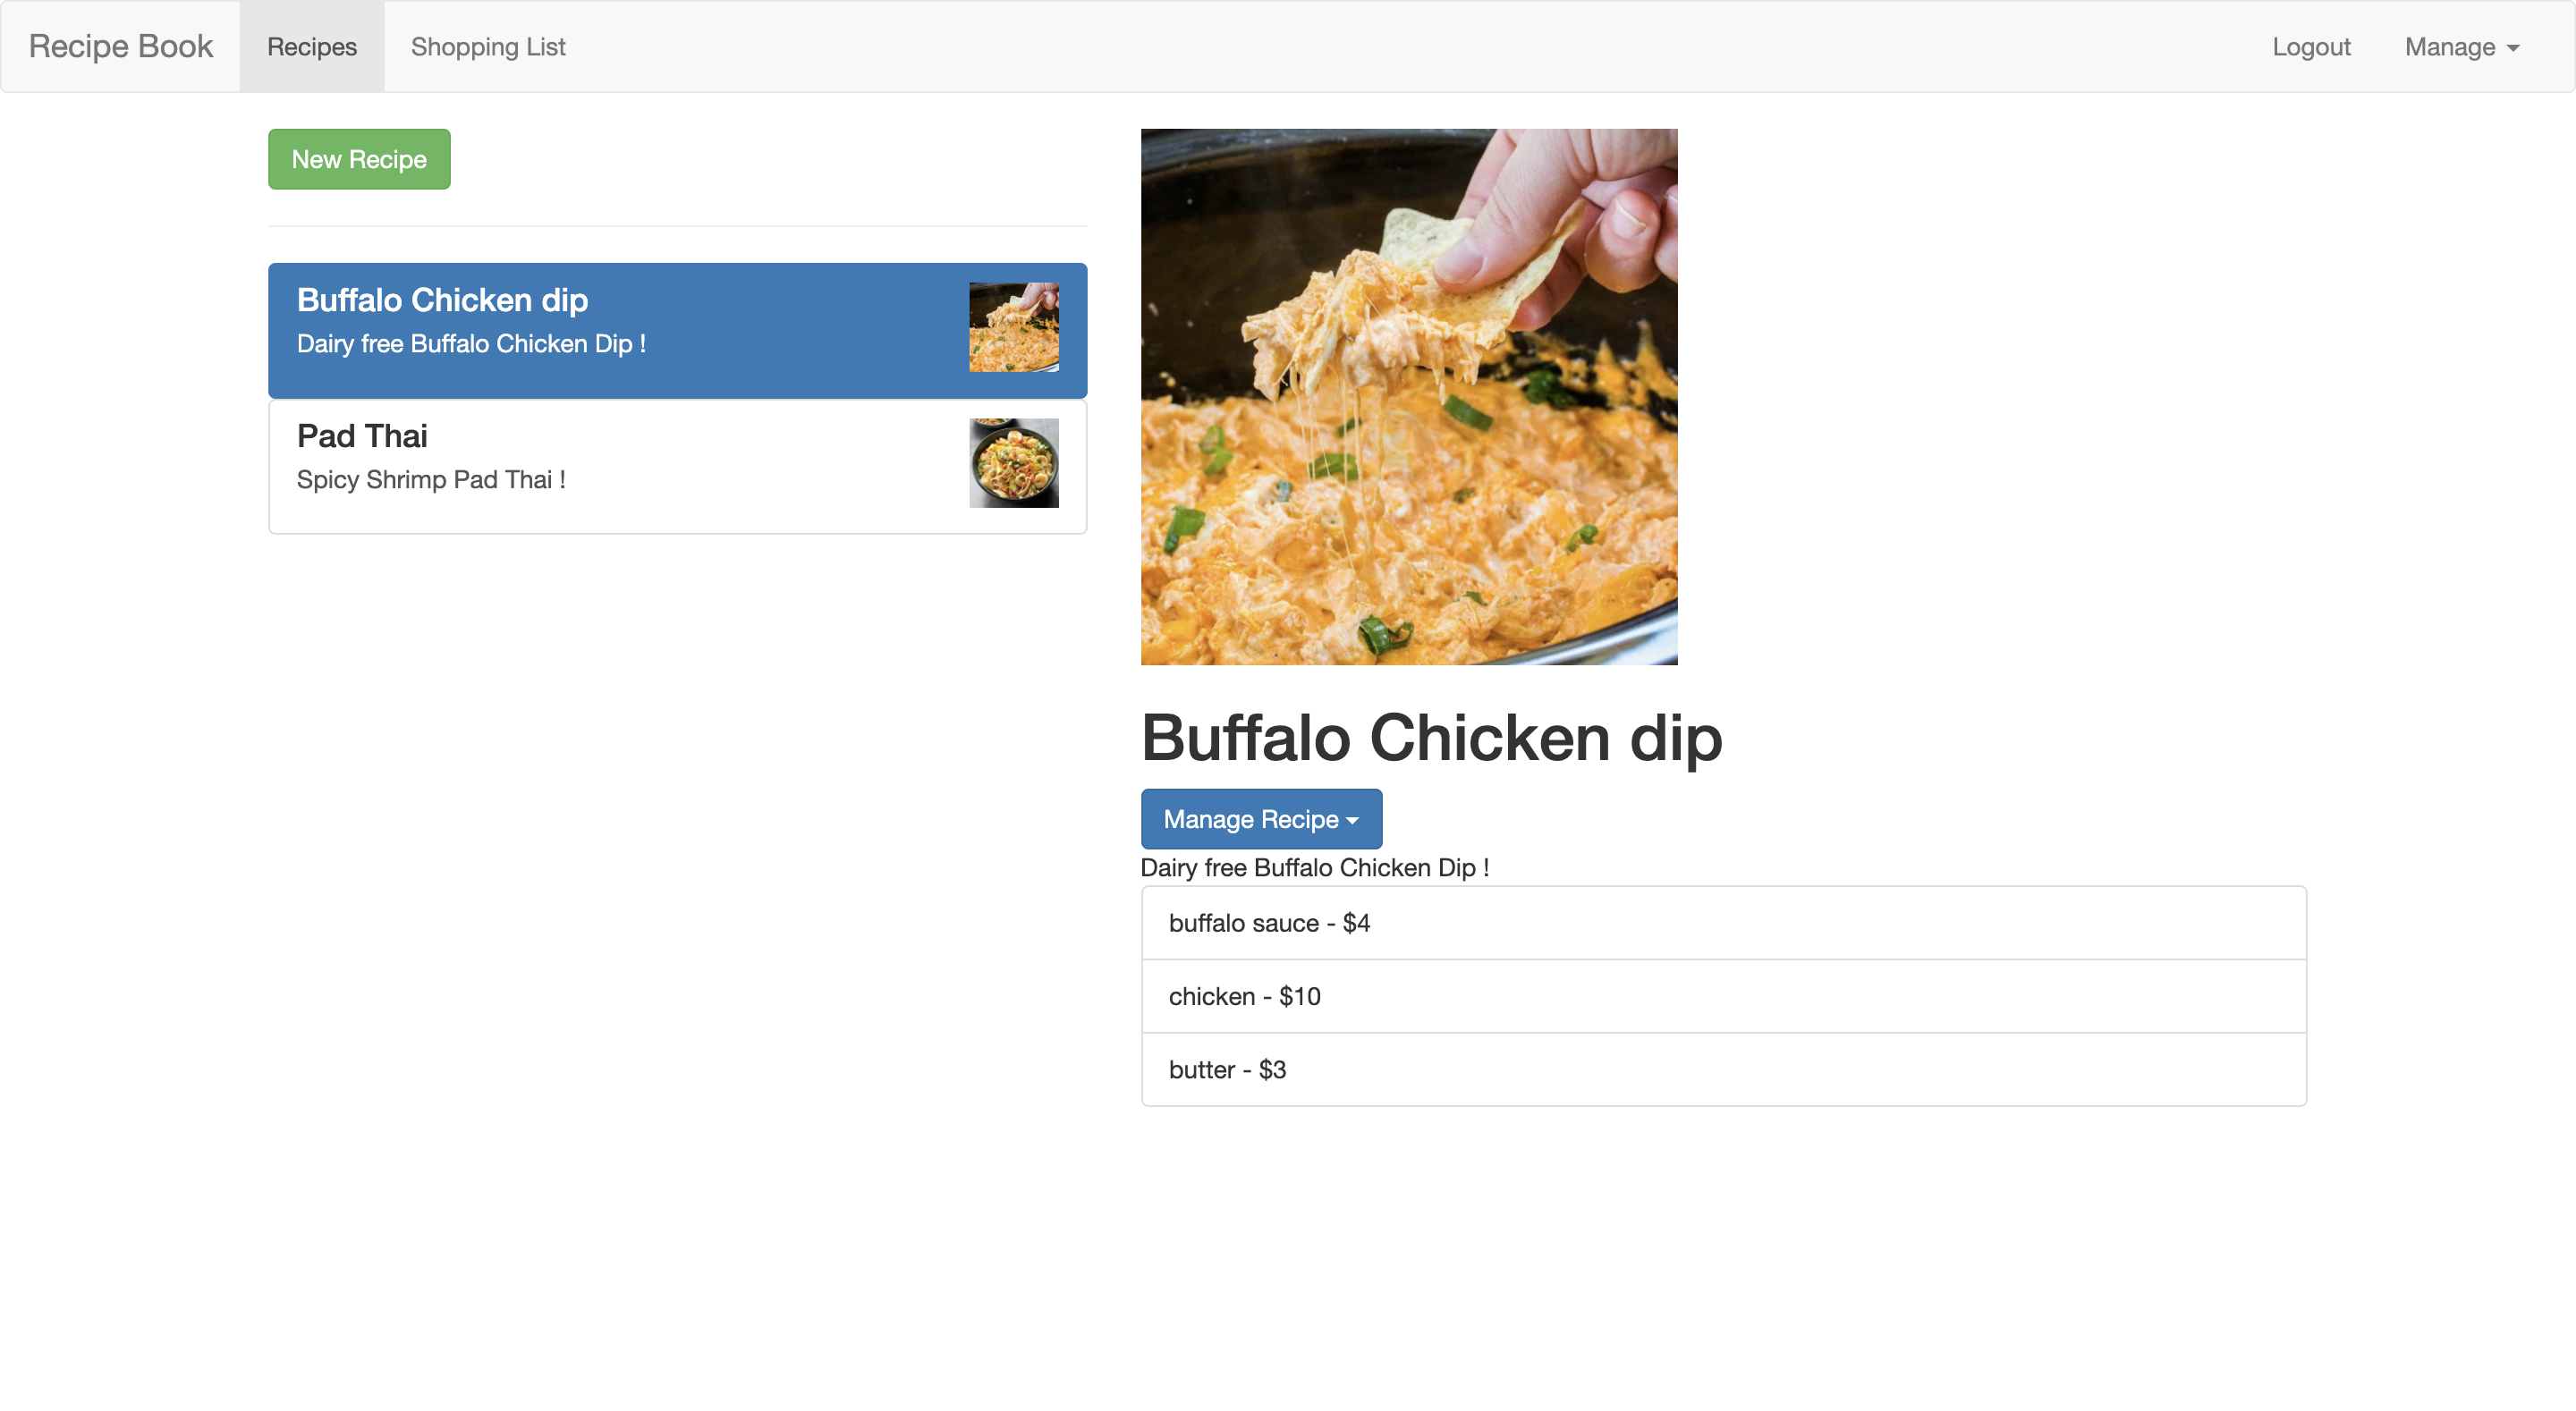 Recipe Book Recipes Shopping List Logout Manage
New Recipe
Buffalo Chicken dip
Dairy free Buffalo Chicken Dip !
Pad Thai
Spicy Shrimp Pad Thai !
Buffalo Chicken dip
Manage Recipe
Dairy free Buffalo Chicken Dip !
buffalo sauce - $4
chicken - $10
butter - $3